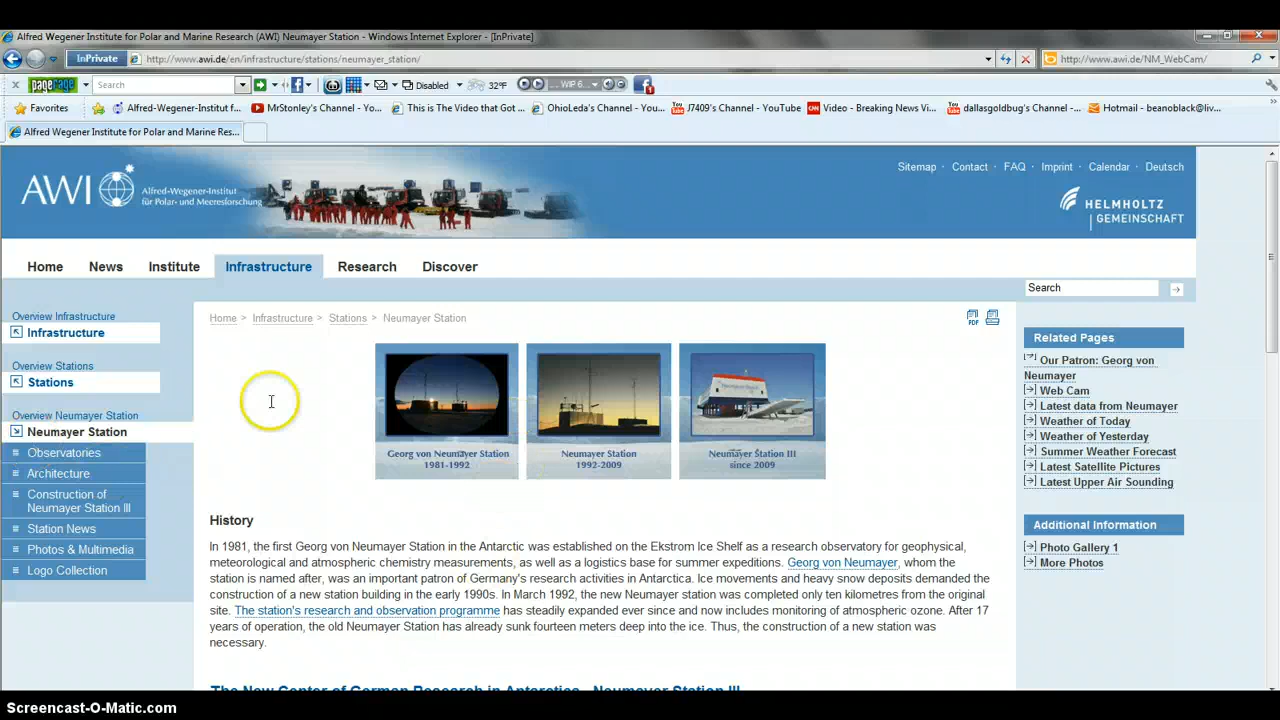 Alfred Wegener Institute for Polar and Marine Research (AWI) Neumayer Station - Windows Internet Explorer - [InPrivate]
InPrivate http://www.awi.de/en/infrastructure/stations/neumayer_station/ http://www.awi.de/NM_WebCam/
x pagepage Search Disabled 32°F WIP 6...
Favorites Alfred-Wegener-Institut f... MrStonley's Channel - Yo... This is The Video that Got ... OhioLeda's Channel - You... J7409's Channel - YouTube Video - Breaking News Vi... dallasgoldbug's Channel -... Hotmail - beanoblack@liv...
Alfred Wegener Institute for Polar and Marine Res...
Sitemap · Contact · FAQ · Imprint · Calendar · Deutsch
AWI Alfred-Wegener-Institut
für Polar- und Meeresforschung
HELMHOLTZ
GEMEINSCHAFT
Home News Institute Infrastructure Research Discover
Search
Overview Infrastructure
Infrastructure
Overview Stations
Stations
Overview Neumayer Station
Neumayer Station
Observatories
Architecture
Construction of
Neumayer Station III
Station News
Photos & Multimedia
Logo Collection
Home > Infrastructure > Stations > Neumayer Station
PDF
Georg von Neumayer Station
1981-1992
Neumayer Station
1992-2009
Neumayer Station III
since 2009
History
In 1981, the first Georg von Neumayer Station in the Antarctic was established on the Ekstrom Ice Shelf as a research observatory for geophysical,
meteorological and atmospheric chemistry measurements, as well as a logistics base for summer expeditions. Georg von Neumayer, whom the
station is named after, was an important patron of Germany's research activities in Antarctica. Ice movements and heavy snow deposits demanded the
construction of a new station building in the early 1990s. In March 1992, the new Neumayer station was completed only ten kilometres from the original
site. The station's research and observation programme has steadily expanded ever since and now includes monitoring of atmospheric ozone. After 17
years of operation, the old Neumayer Station has already sunk fourteen meters deep into the ice. Thus, the construction of a new station was
necessary.
The New Center of German Research in Antarctica - Neumayer Station III
Related Pages
Our Patron: Georg von
Neumayer
Web Cam
Latest data from Neumayer
Weather of Today
Weather of Yesterday
Summer Weather Forecast
Latest Satellite Pictures
Latest Upper Air Sounding
Additional Information
Photo Gallery 1
More Photos
Screencast-O-Matic.com